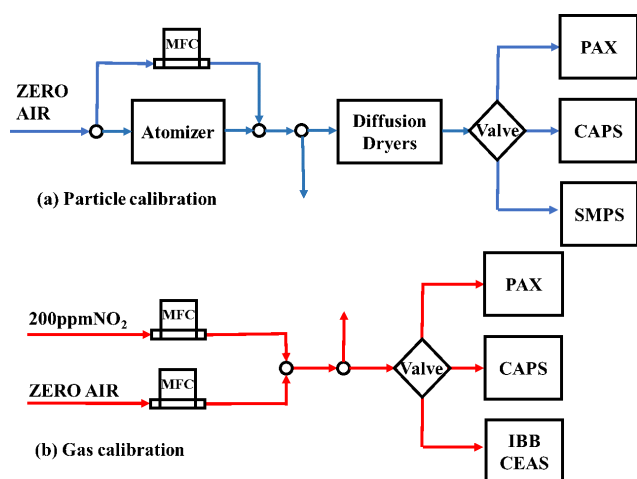 MFC
PAX
ZERO
AIR
Atomizer
Diffusion
Dryers
Valve
CAPS
(a) Particle calibration
SMPS
PAX
200ppmNO₂
MFC
Valve
CAPS
ZERO AIR
MFC
(b) Gas calibration
IBB
CEAS